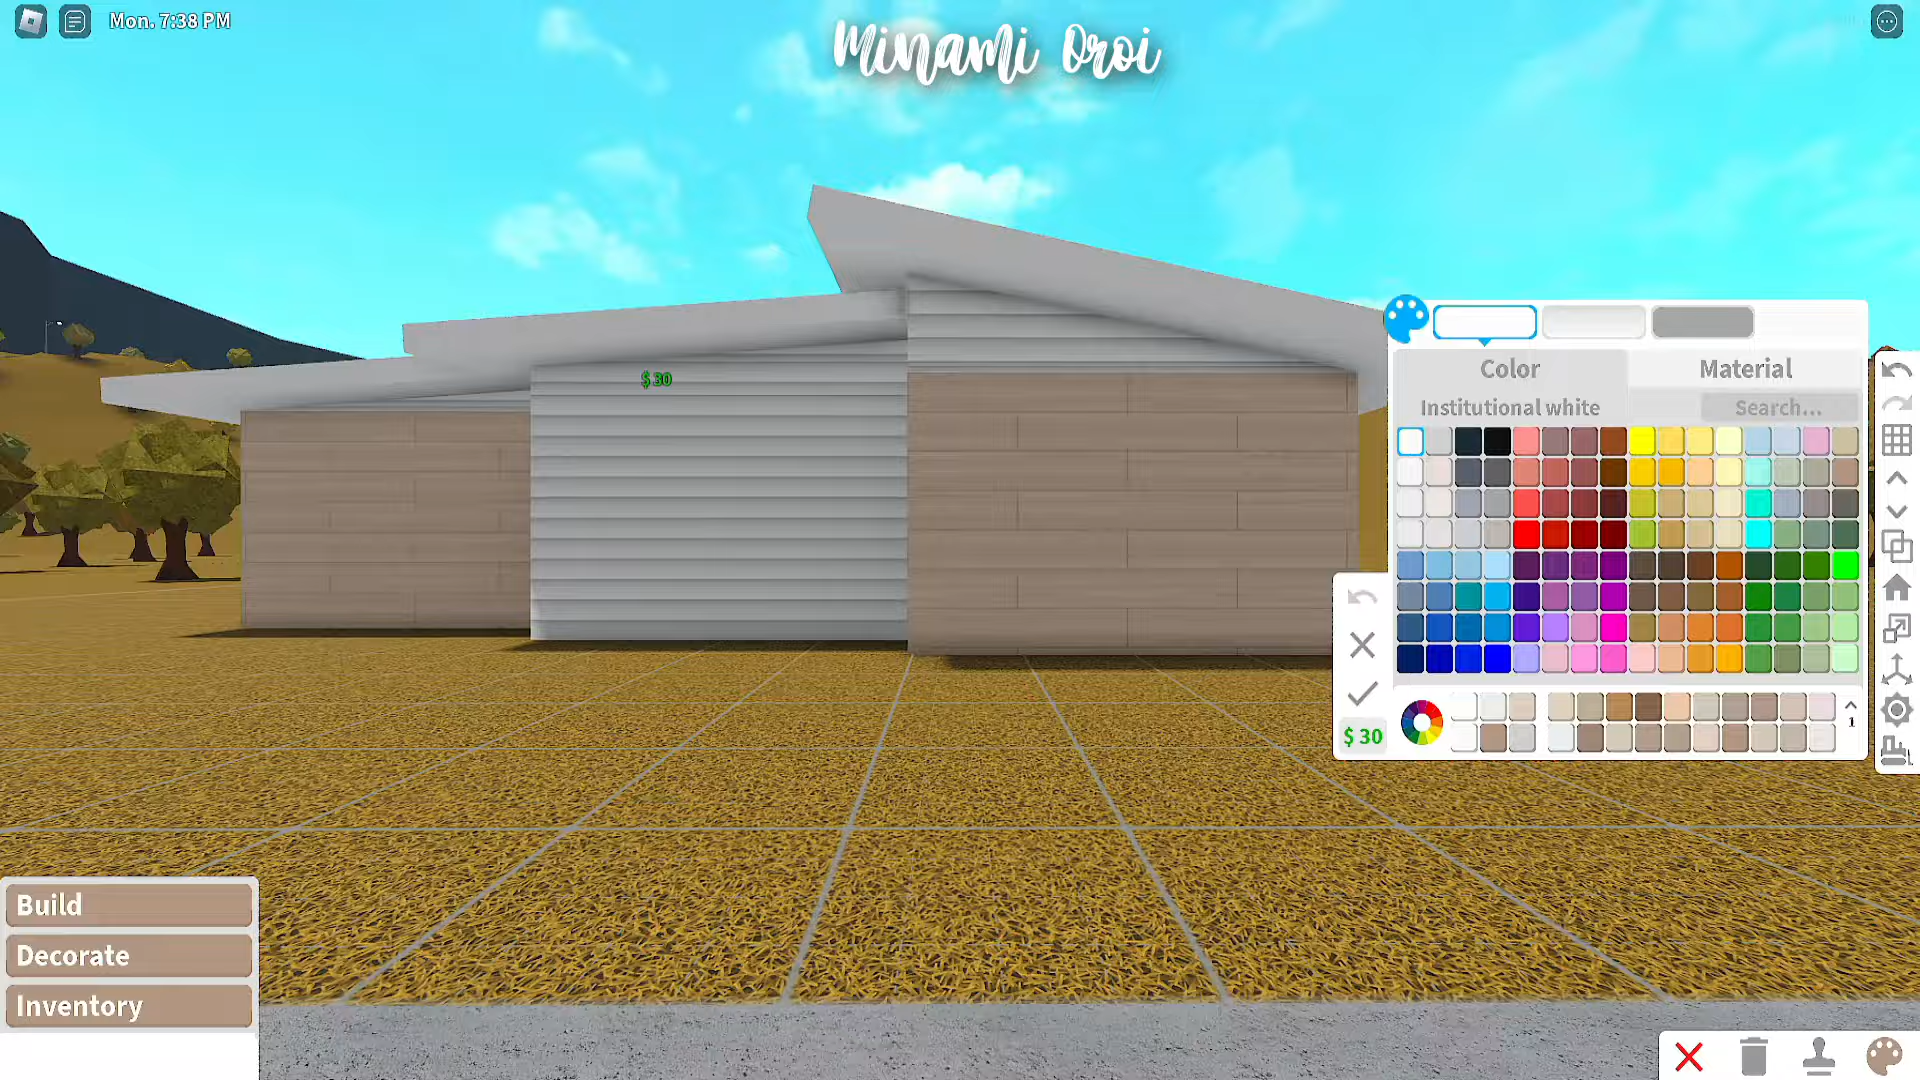 Mon. 7:38 PM
Minami Oroi
$ 30
Color
Material
Institutional white
Search...
1
$ 30
Build
Decorate
Inventory